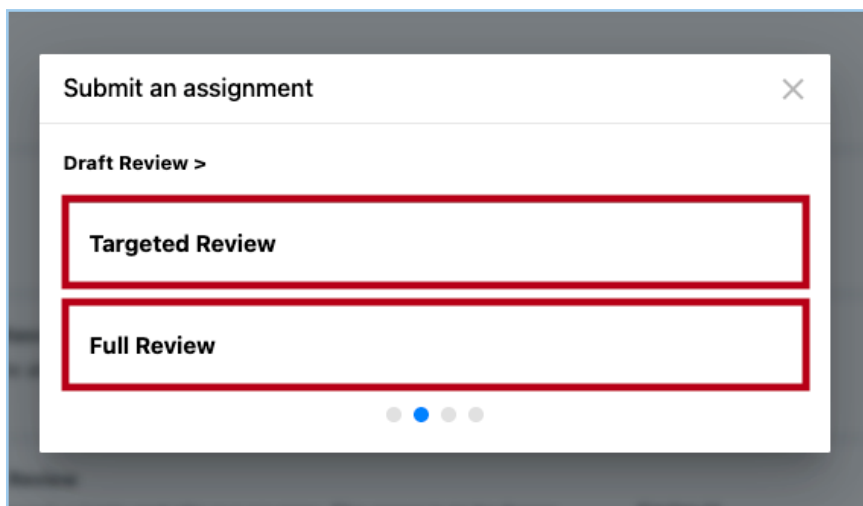 Submit an assignment
Draft Review >
Targeted Review
Full Review